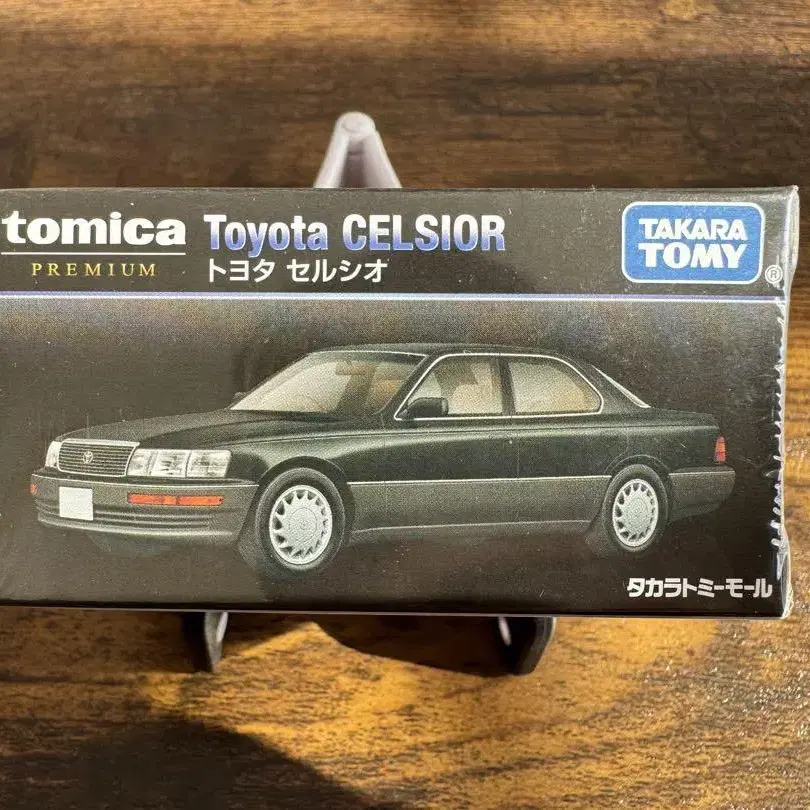 tomica
PREMIUM
Toyota CELSIOR
トヨタ セルシオ
TAKARA
TOMY
®
タカラトミーモール